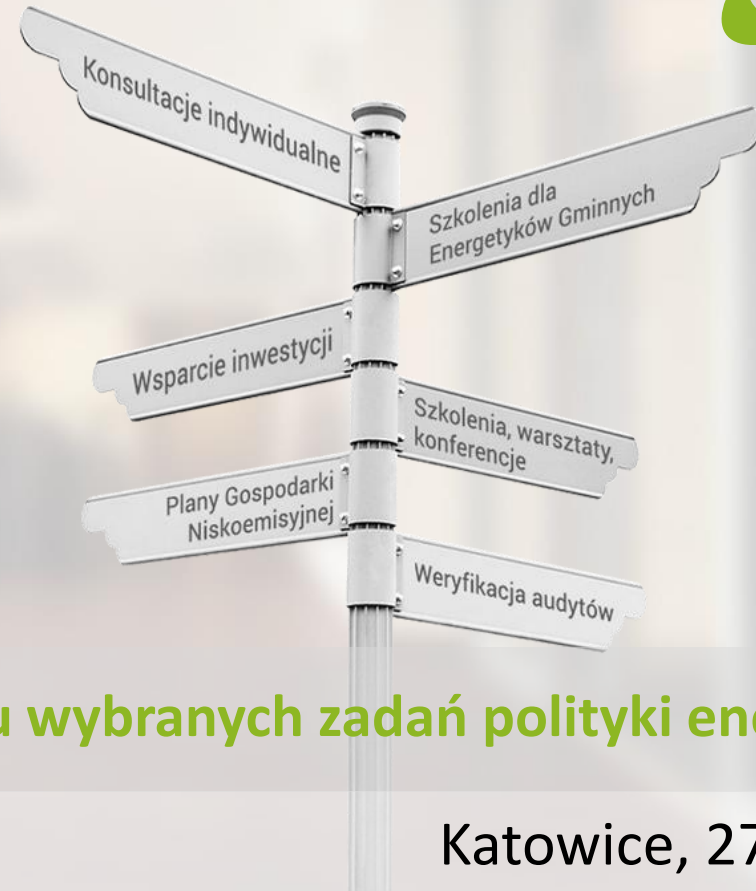 Konsultacje indywidualne
Szkolenia dla
Energetyków Gminnych
Wsparcie inwestycji
Szkolenia, warsztaty,
konferencje
Plany Gospodarki
Niskoemisyjnej
Weryfikacja audytów
wybranych zadań polityki
Katowice, 27